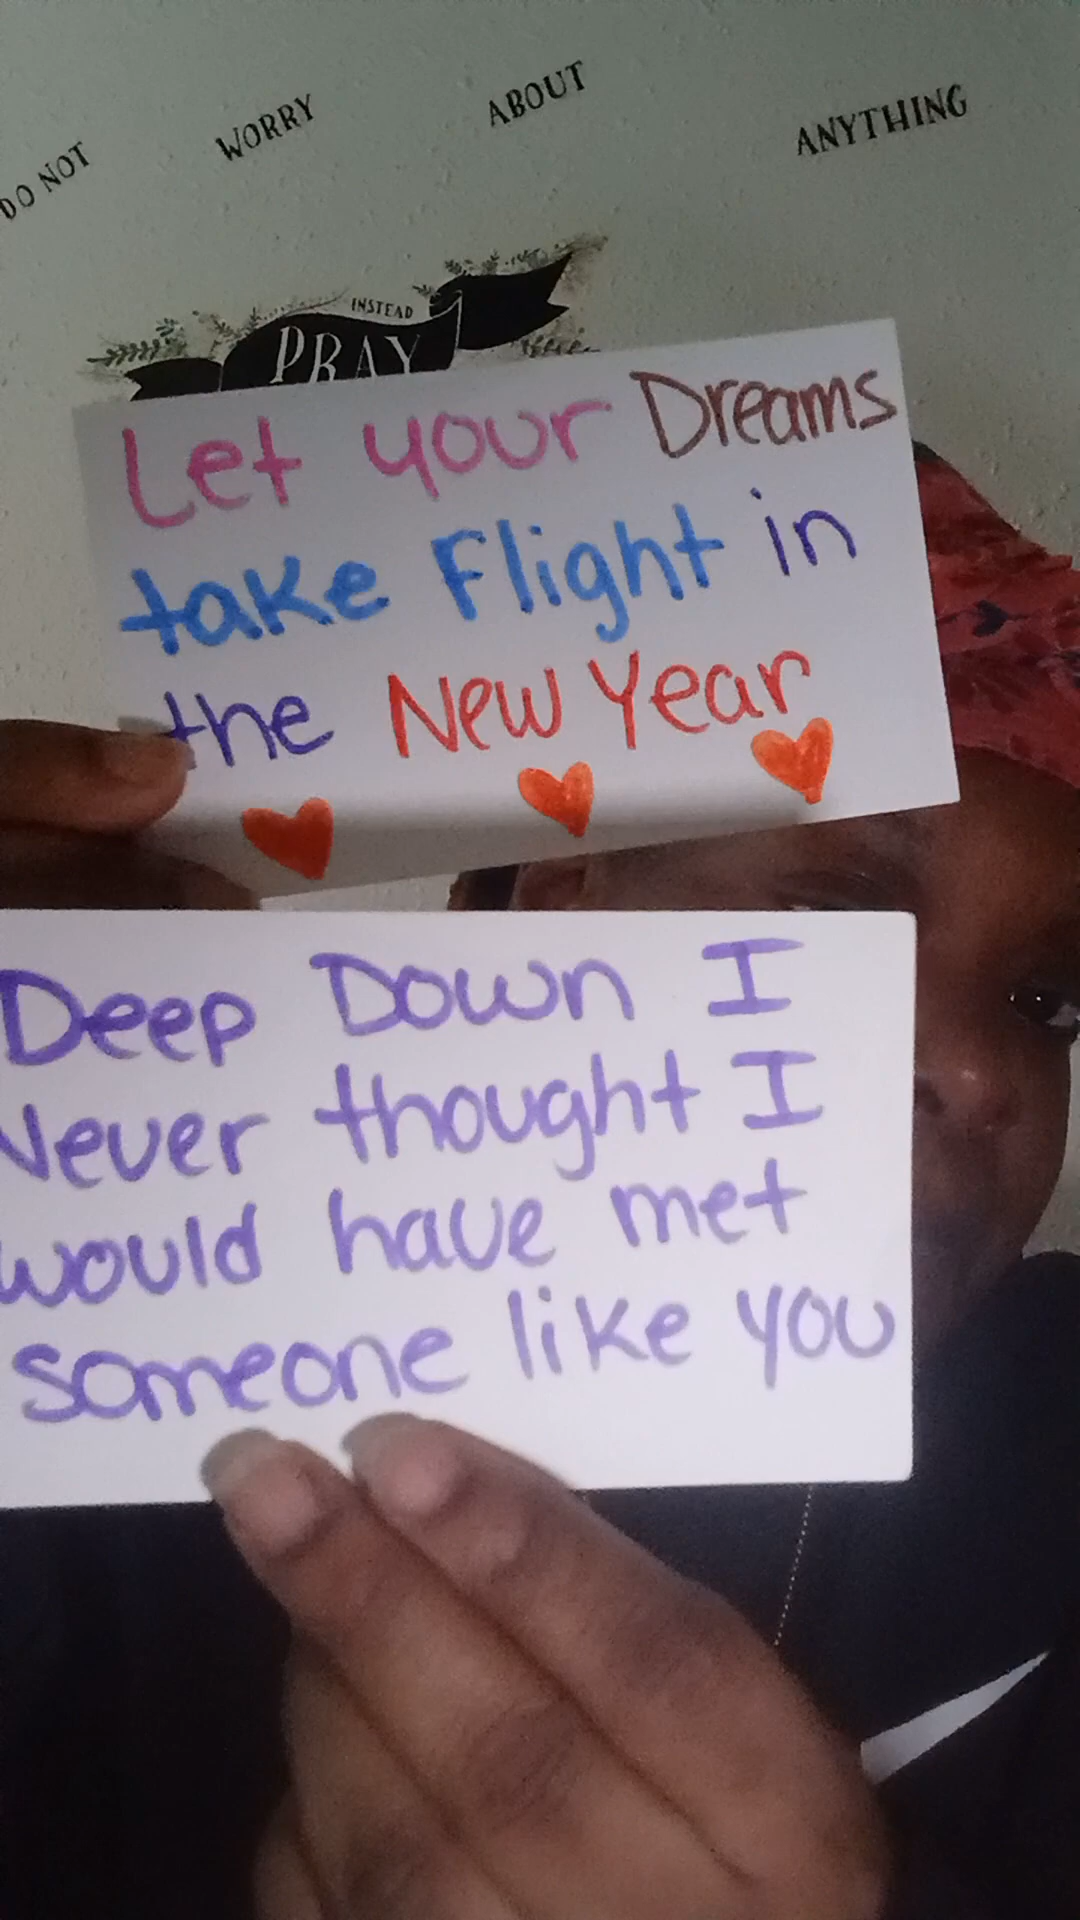 DO NOT WORRY ABOUT ANYTHING
INSTEAD
PRAY
Let your Dreams
take Flight in
the New Year
Deep Down I
Never thought I
would have met
someone like you